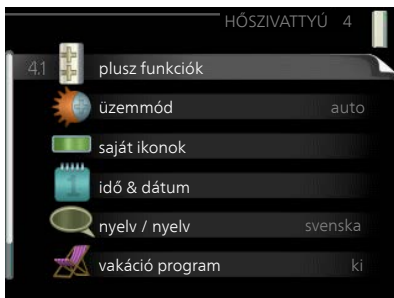 HŐSZIVATTYÚ 4
4.1 plusz funkciók
üzemmód auto
saját ikonok
idő & dátum
nyelv / nyelv svenska
vakáció program ki